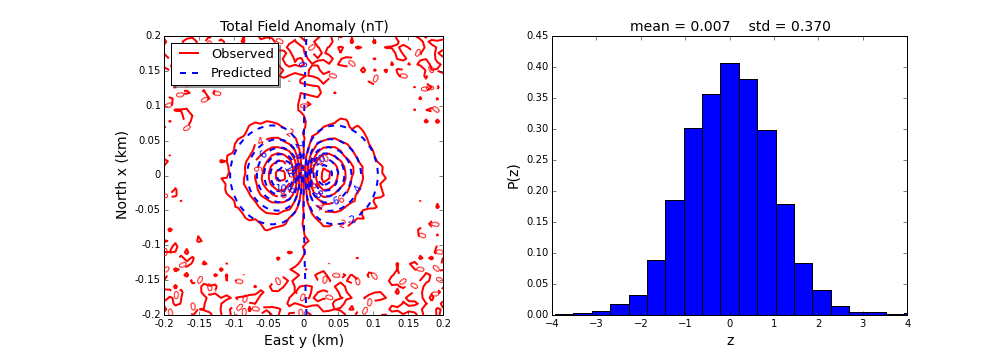 Total Field Anomaly (nT)
Observed
Predicted
0.2
0.15
0.1
0.05
0
-0.05
-0.1
-0.15
-0.2
North x (km)
-0.2 -0.15 -0.1 -0.05 0 0.05 0.1 0.15 0.2
East y (km)
mean = 0.007 std = 0.370
0.45
0.40
0.35
0.30
0.25
0.20
0.15
0.10
0.05
0.00
P(z)
−4 −3 −2 −1 0 1 2 3 4
z